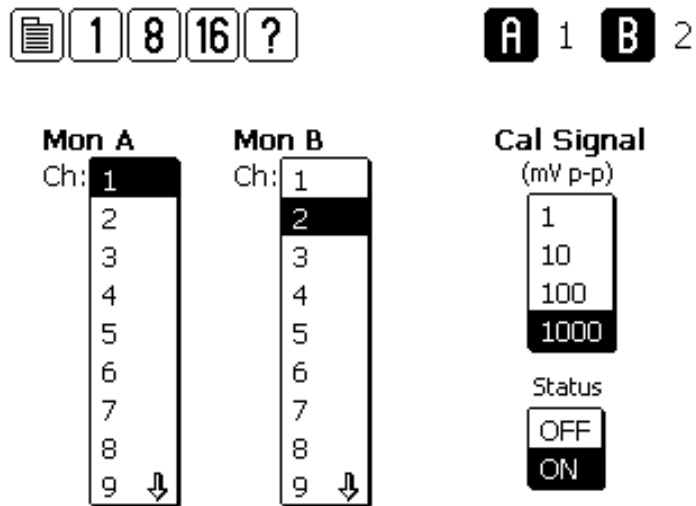 1 8 16 ? A 1 B 2
Mon A Mon B Cal Signal
Ch: 1 Ch: 1 (mV p-p)
2 2 1
3 3 10
4 4 100
5 5 1000
6 6 Status
7 7 OFF
8 8 ON
9 9